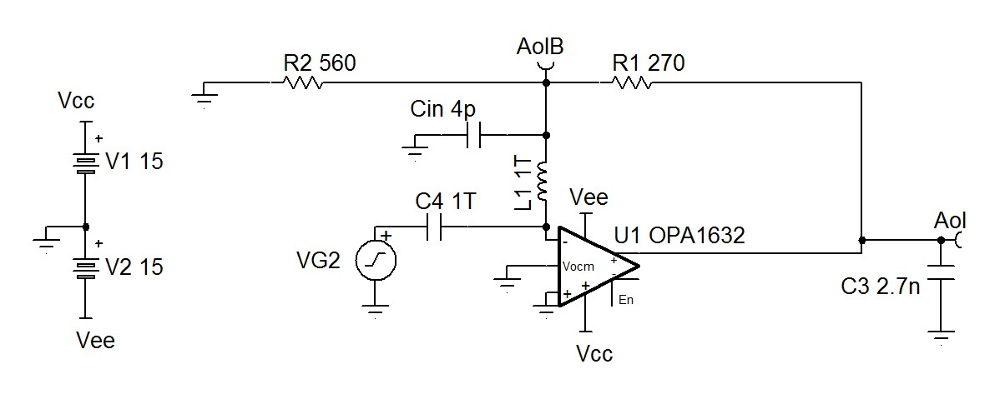 AolB
R2 560
R1 270
Vcc
Cin 4p
+
V1 15
L1 1T
C4 1T
Vee
Aol
+
+
U1 OPA1632
-
VG2
V2 15
Vocm
+
-
C3 2.7n
+
+
En
Vee
Vcc